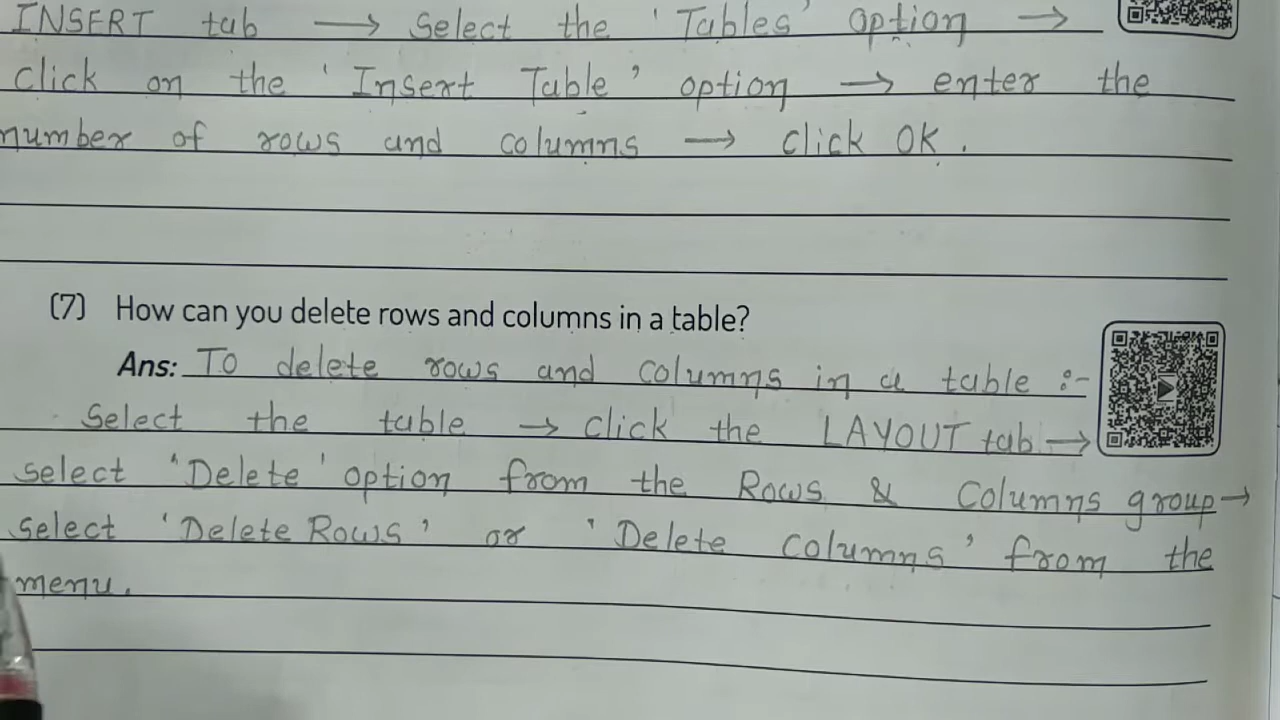 INSERT tab → Select the 'Tables' option →
click on the 'Insert Table' option → enter the
number of rows and columns → click OK.
(7) How can you delete rows and columns in a table?
Ans: To delete rows and columns in a table :-
Select the table → click the LAYOUT tab →
select 'Delete' option from the Rows & Columns group →
select 'Delete Rows' or 'Delete columns' from the
menu.